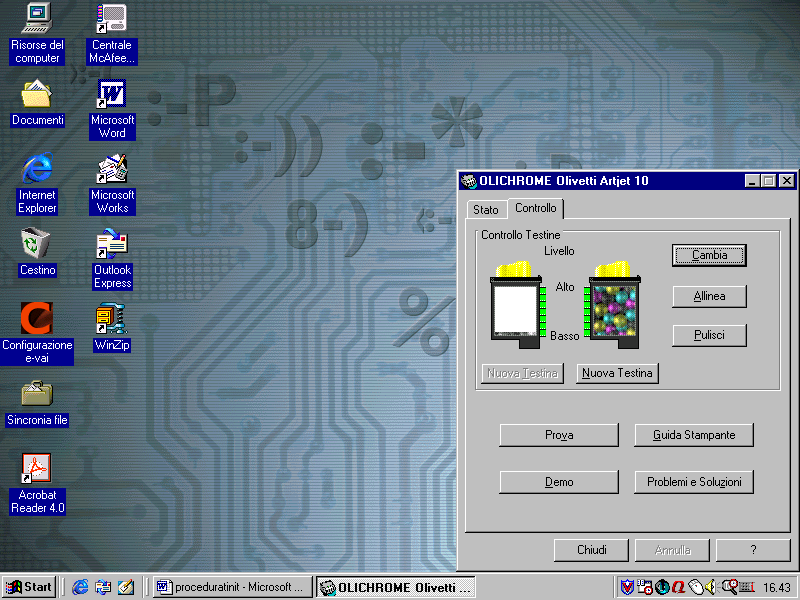 Risorse del
computer
Centrale
McAfee...
Documenti
Microsoft
Word
Internet
Explorer
Microsoft
Works
Cestino
Outlook
Express
Configurazione
e-vai
WinZip
Sincronia file
Acrobat
Reader 4.0
:-P
:-))
:-*
8-)
%
OLICHROME Olivetti Artjet 10
Stato
Controllo
Controllo Testine
Livello
Alto
Basso
Cambia
Allinea
Pulisci
Nuova Testina
Nuova Testina
Prova
Guida Stampante
Demo
Problemi e Soluzioni
Chiudi
Annulla
?
Start
proceduratinit - Microsoft ...
OLICHROME Olivetti ...
16.43